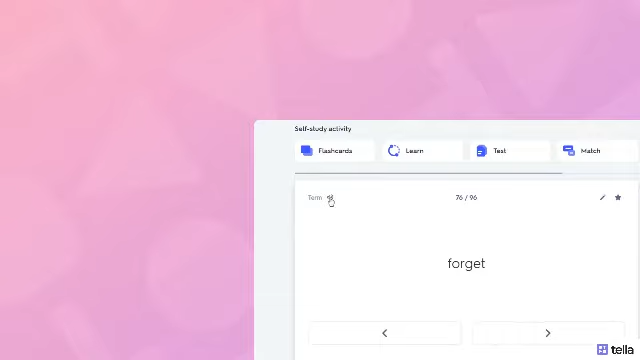 Self-study activity
Flashcards Learn Test Match
Term 76 / 96
forget
tella